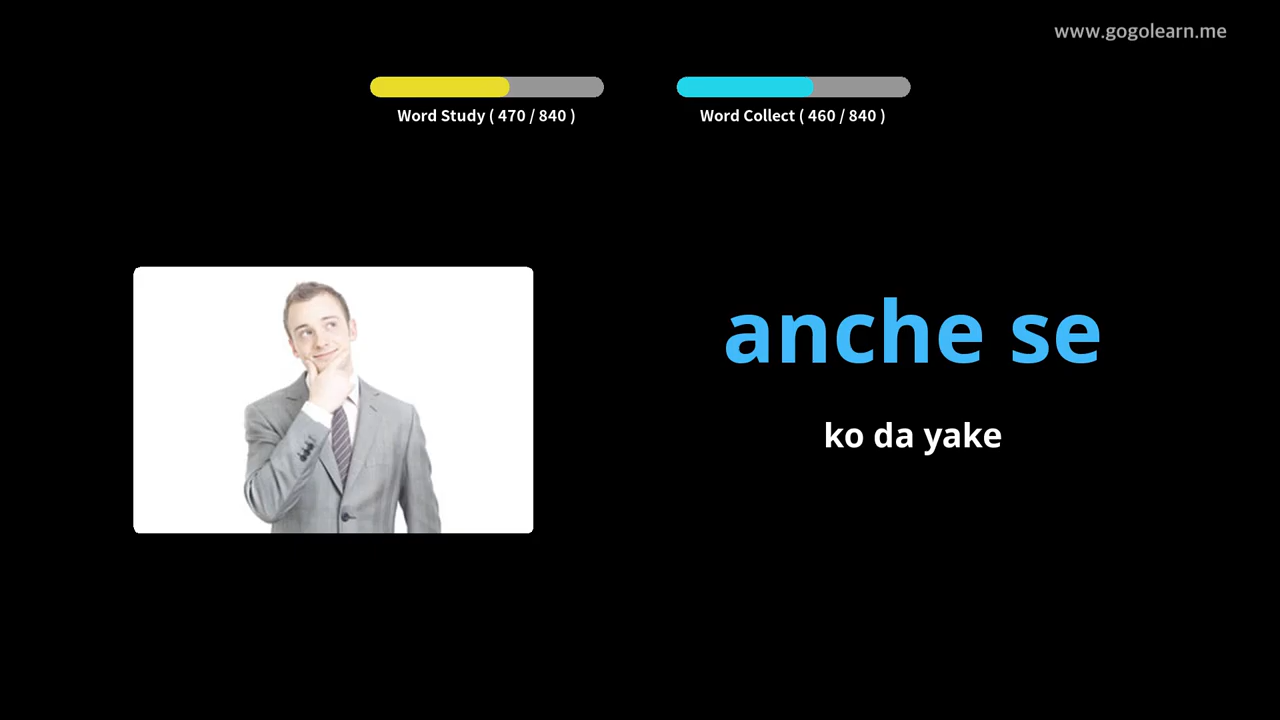 www.gogolearn.me
Word Study ( 470 / 840 )
Word Collect ( 460 / 840 )
anche se
ko da yake